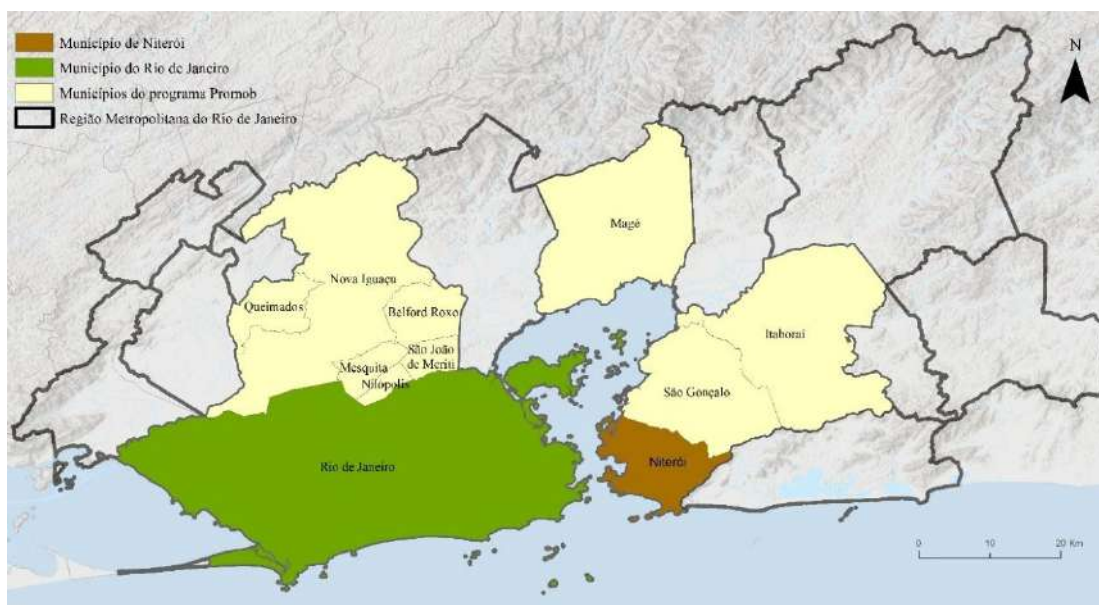 Município de Niterói
Município do Rio de Janeiro
Municípios do programa Promob
Região Metropolitana do Rio de Janeiro
N
Magé
Nova Iguaçu
Queimados
Belford Roxo
Itaboraí
São João
de Meriti
Mesquita
Nilópolis
São Gonçalo
Rio de Janeiro
Niterói
0 10 20 Km